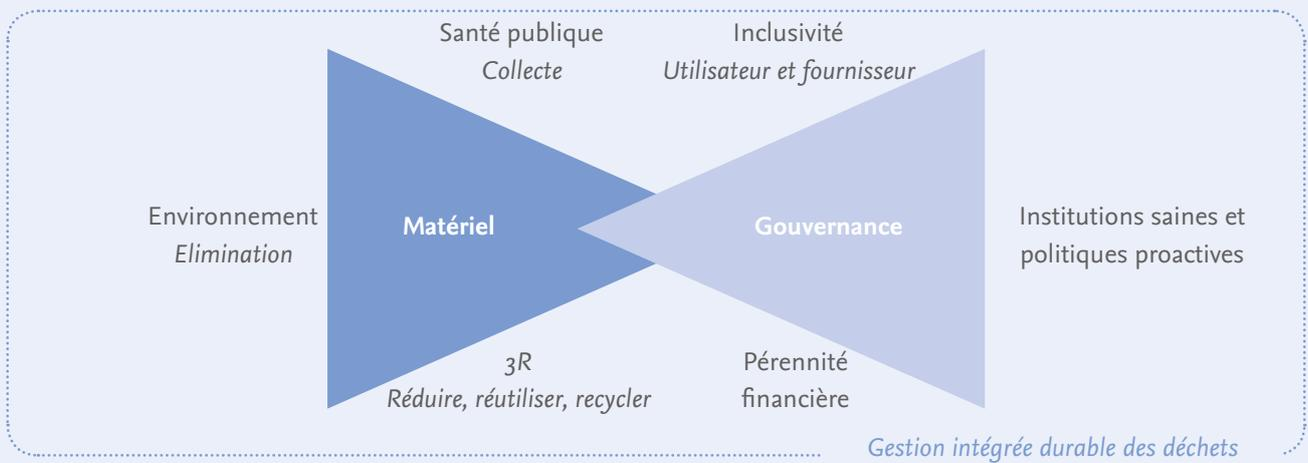 Santé publique
Collecte
Inclusivité
Utilisateur et fournisseur
Environnement
Elimination
Matériel
Gouvernance
Institutions saines et
politiques proactives
3R
Réduire, réutiliser, recycler
Pérennité
financière
Gestion intégrée durable des déchets